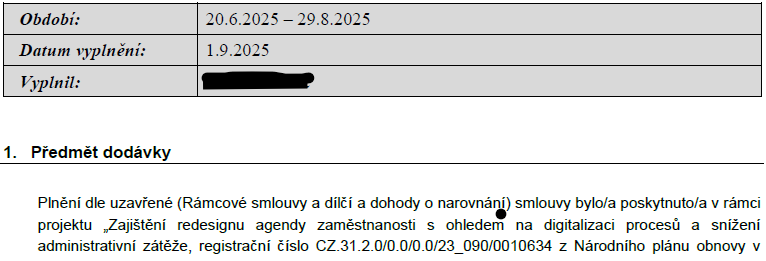 Období: 20.6.2025 – 29.8.2025
Datum vyplnění: 1.9.2025
Vyplnil:
1. Předmět dodávky
Plnění dle uzavřené (Rámcové smlouvy a dílčí a dohody o narovnání) smlouvy bylo/a poskytnuto/a v rámci
projektu „Zajištění redesignu agendy zaměstnanosti s ohledem na digitalizaci procesů a snížení
administrativní zátěže, registrační číslo CZ.31.2.0/0.0/0.0/23_090/0010634 z Národního plánu obnovy v